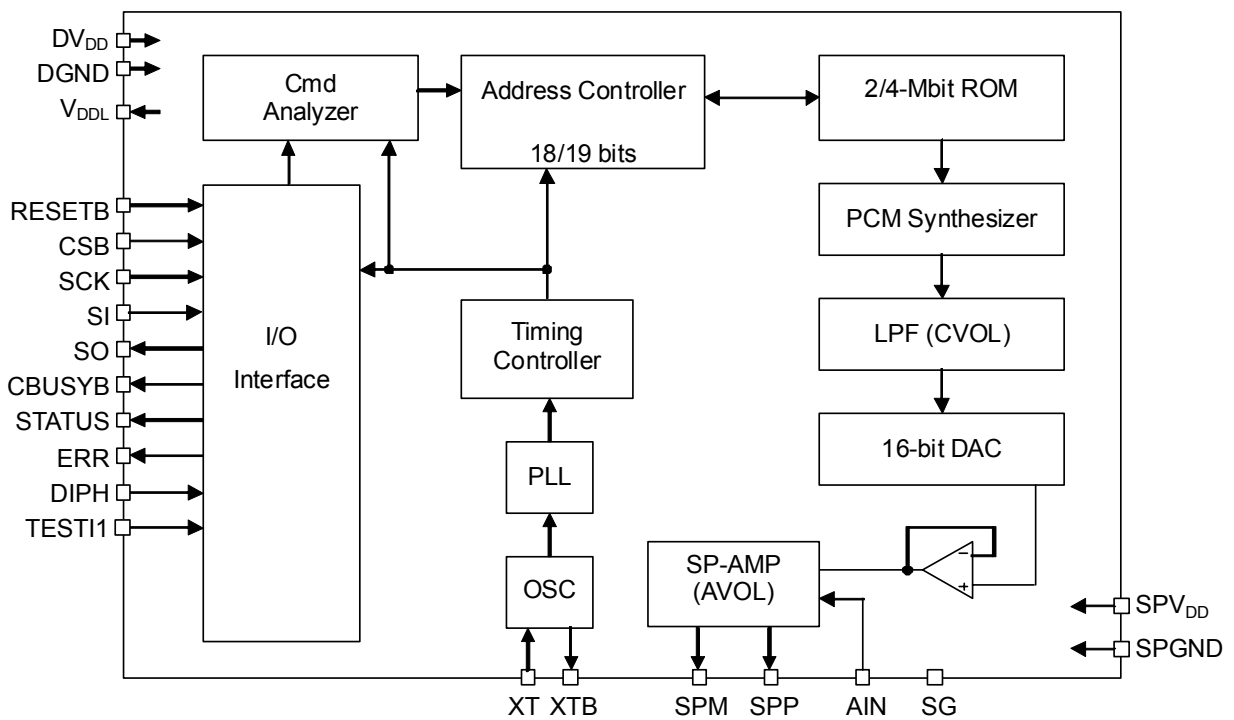 DVDD
DGND
VDDL
Cmd
Analyzer
Address Controller
18/19 bits
2/4-Mbit ROM
RESETB
CSB
SCK
SI
SO
CBUSYB
STATUS
ERR
DIPH
TESTI1
I/O
Interface
PCM Synthesizer
LPF (CVOL)
16-bit DAC
Timing
Controller
PLL
OSC
SP-AMP
(AVOL)
−
+
SPVDD
SPGND
XT
XTB
SPM
SPP
AIN
SG